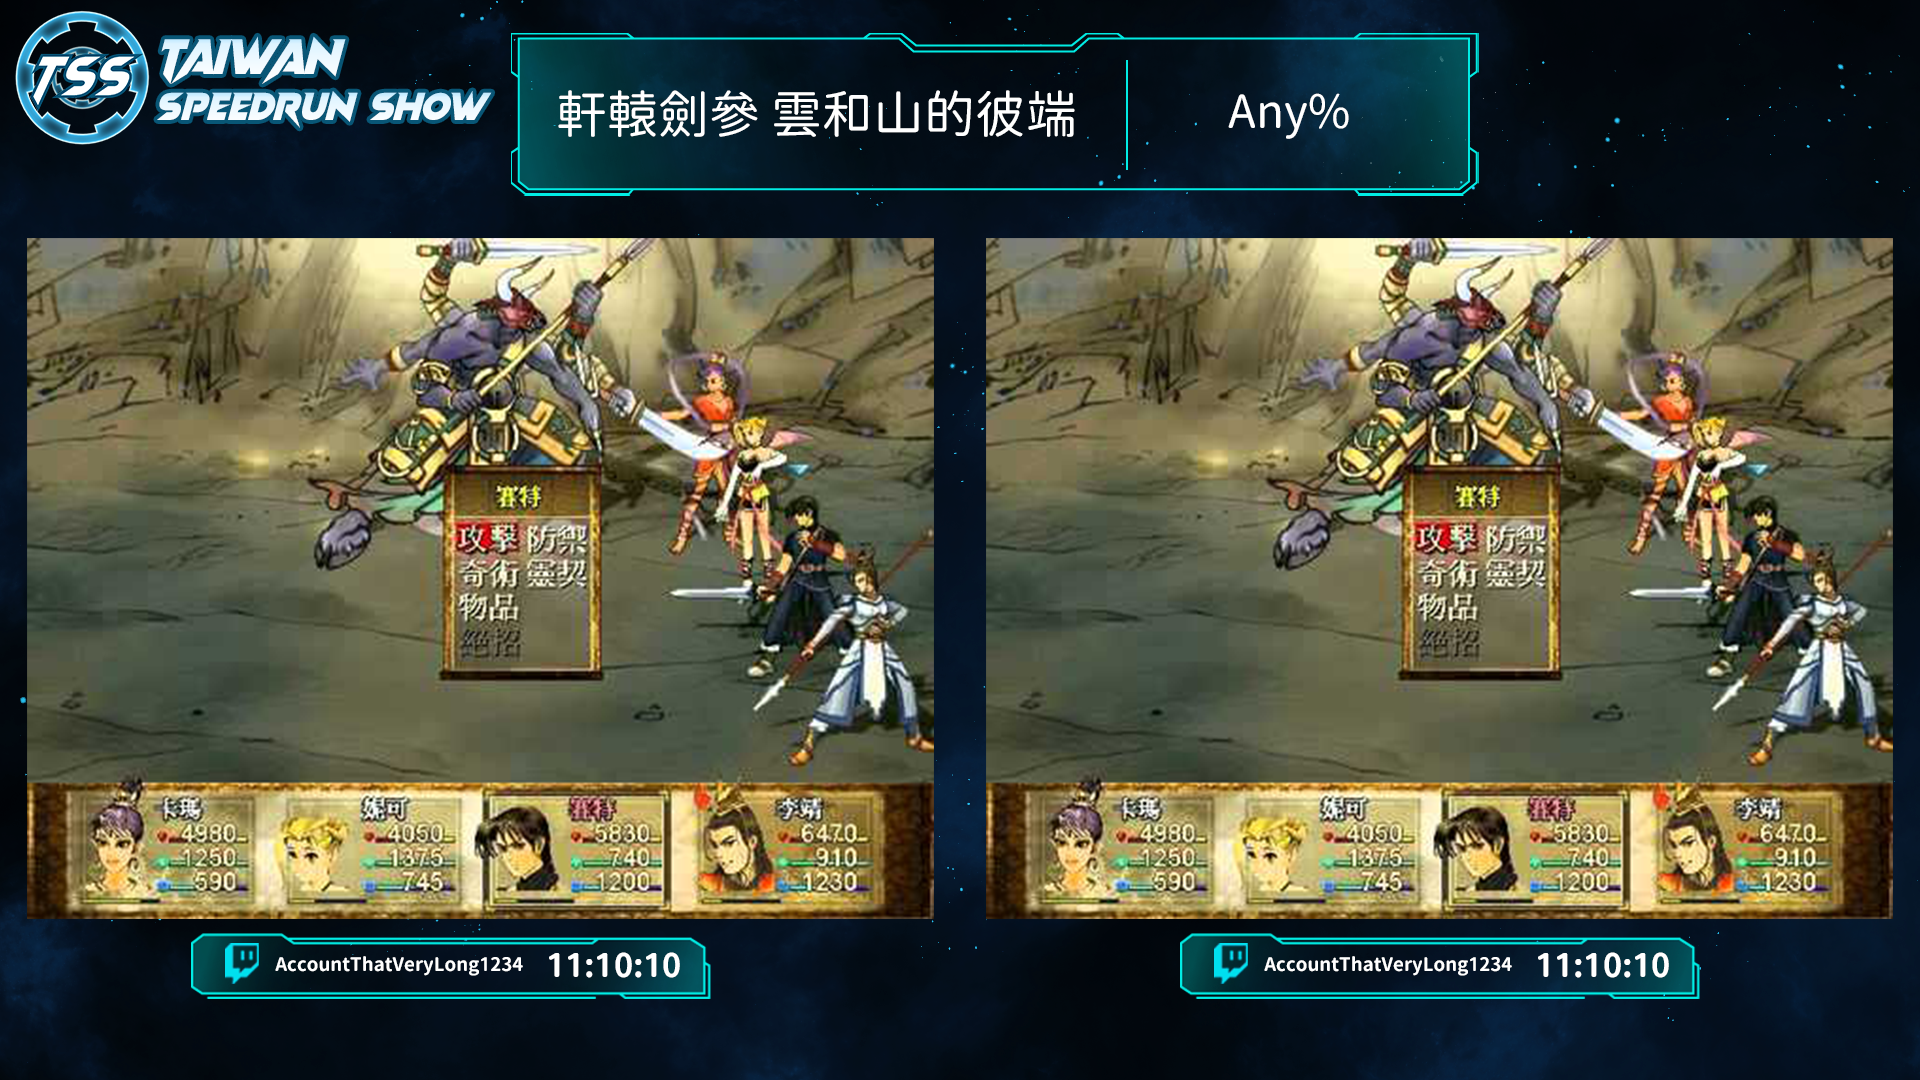 TSS
TAIWAN
SPEEDRUN SHOW
軒轅劍參 雲和山的彼端
Any%
賽特
攻擊 防禦
奇術 靈契
物品
絕招
卡瑪
4980
1250
590
妮可
4050
1375
745
賽特
5830
740
1200
李靖
6470
910
1230
賽特
攻擊 防禦
奇術 靈契
物品
絕招
卡瑪
4980
1250
590
妮可
4050
1375
745
賽特
5830
740
1200
李靖
6470
910
1230
AccountThatVeryLong1234 11:10:10
AccountThatVeryLong1234 11:10:10